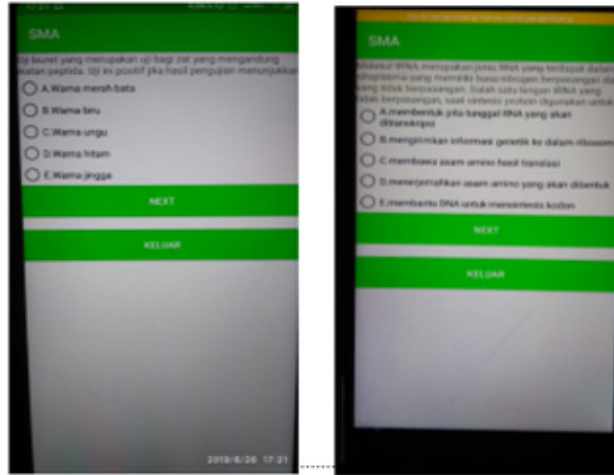 SMA
Uji biuret yang merupakan uji bagi zat yang mengandung
ikatan peptida. Uji ini positif jika hasil pengujian menunjukkan
A.Warna merah bata
B.Warna biru
C.Warna ungu
D.Warna hitam
E.Warna jingga
NEXT
KELUAR
2019/6/26 17:21
SMA
Molekul tRNA merupakan jenis RNA yang terdapat dalam
sitoplasma yang memiliki basa nitrogen berpasangan da
yang tidak berpasangan. Salah satu lengan tRNA yang
tidak berpasangan, saat sintesis protein digunakan untuk
A.membentuk pita tunggal RNA yang akan
ditranskripsi
B.mengirimkan informasi genetik ke dalam ribosom
C.membawa asam amino hasil translasi
D.menerjemahkan asam amino yang akan dibentuk
E.membantu DNA untuk mensintesis kodon
NEXT
KELUAR